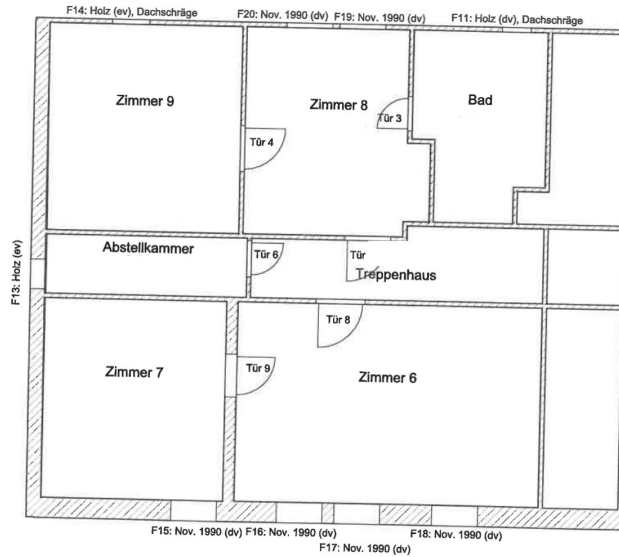 F14: Holz (ev), Dachschräge
F20: Nov. 1990 (dv)
F19: Nov. 1990 (dv)
F11: Holz (dv), Dachschräge
Zimmer 9
Zimmer 8
Bad
Tür 3
Tür 4
Abstellkammer
Tür 6
Tür
Treppenhaus
F13: Holz (ev)
Tür 8
Zimmer 7
Tür 9
Zimmer 6
F15: Nov. 1990 (dv)
F16: Nov. 1990 (dv)
F18: Nov. 1990 (dv)
F17: Nov. 1990 (dv)